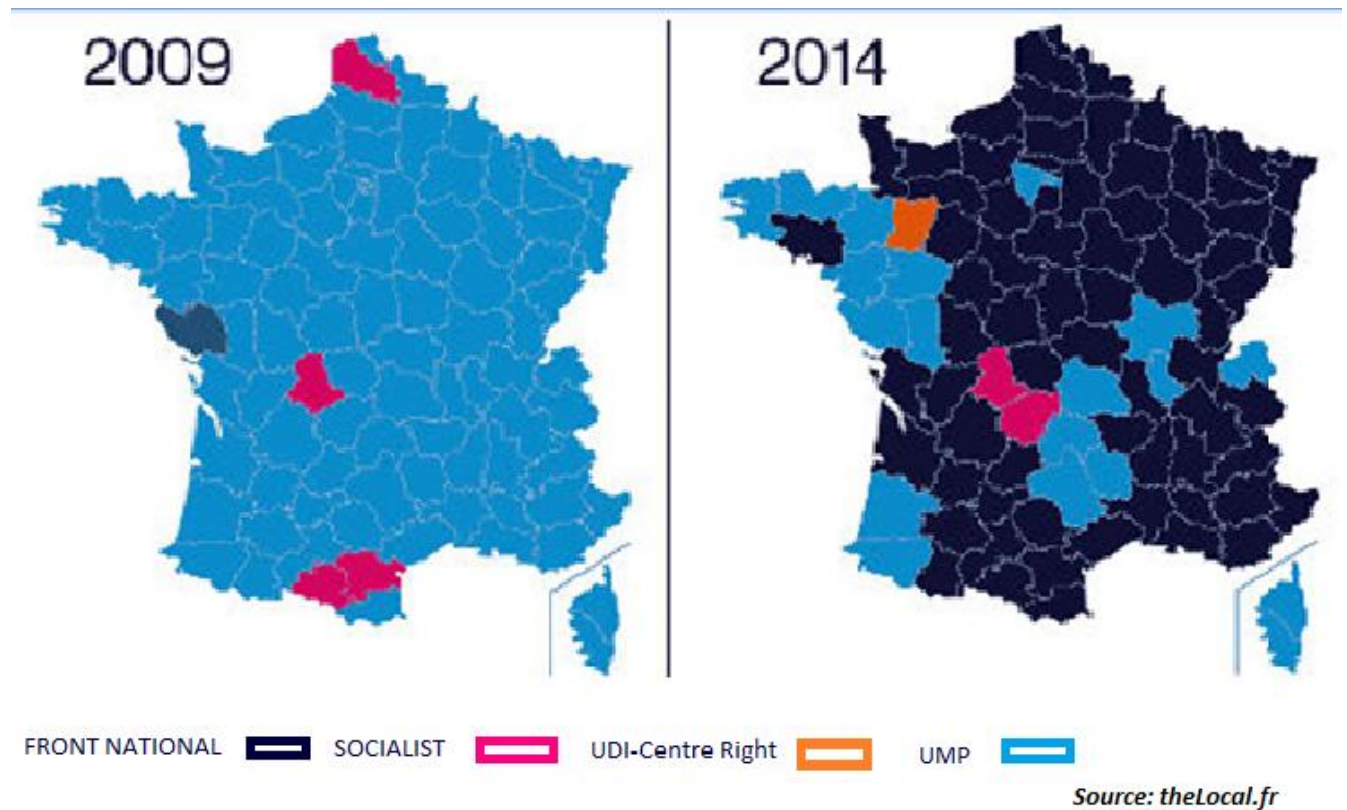 2009
2014
FRONT NATIONAL SOCIALIST UDI-Centre Right UMP
Source: theLocal.fr